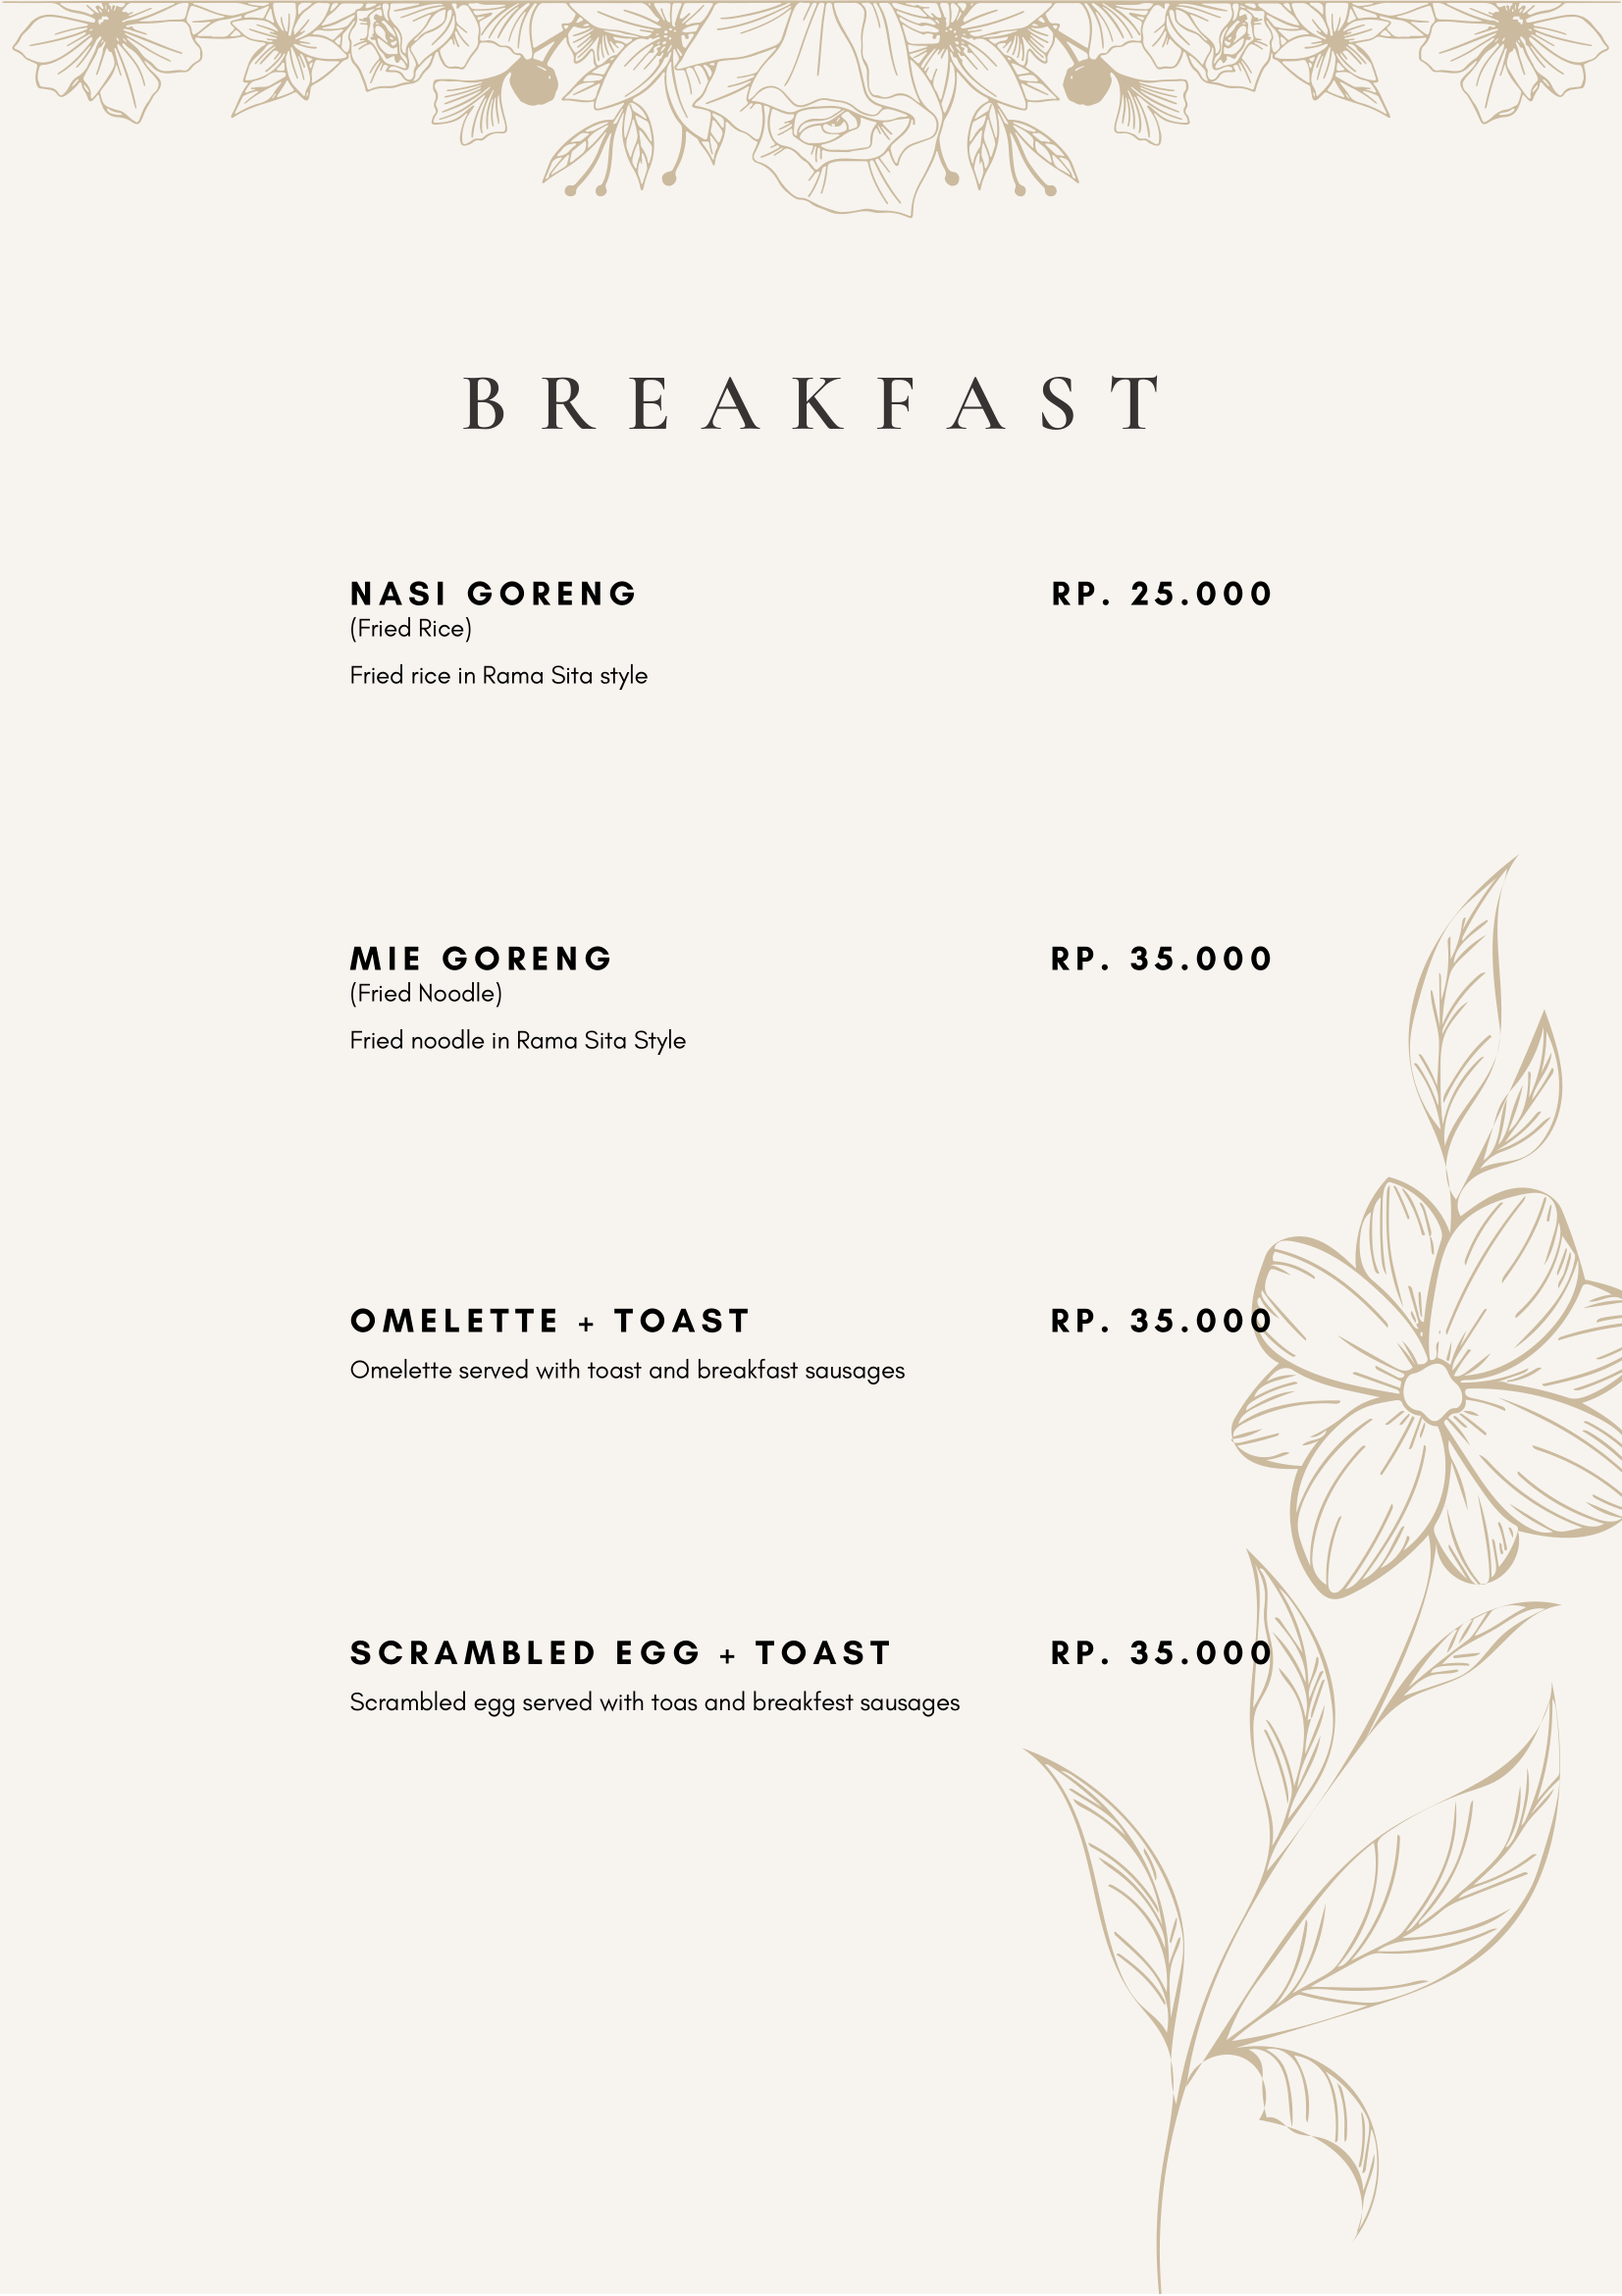 BREAKFAST
NASI GORENG RP. 25.000
(Fried Rice)
Fried rice in Rama Sita style
MIE GORENG RP. 35.000
(Fried Noodle)
Fried noodle in Rama Sita Style
OMELETTE + TOAST RP. 35.000
Omelette served with toast and breakfast sausages
SCRAMBLED EGG + TOAST RP. 35.000
Scrambled egg served with toas and breakfest sausages